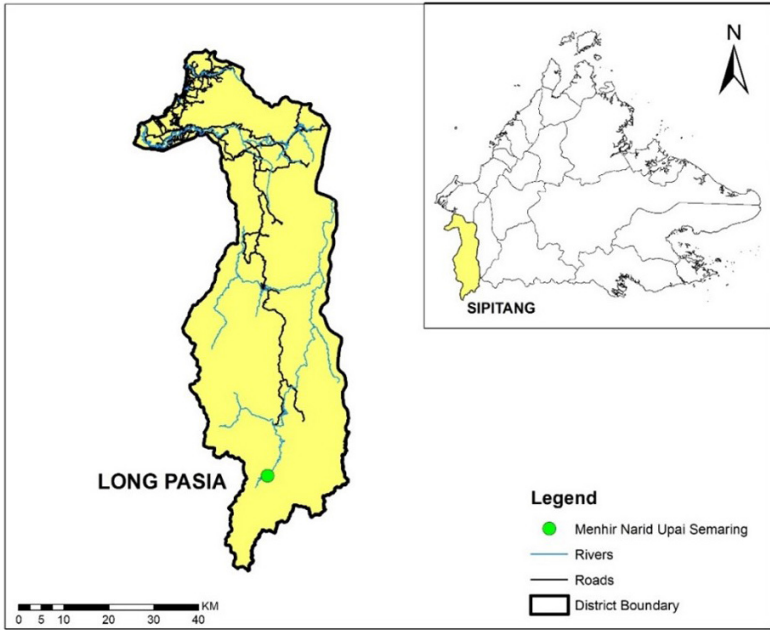 N
SIPITANG
LONG PASIA
Legend
Menhir Narid Upai Semaring
Rivers
Roads
District Boundary
KM
0 5 10 20 30 40